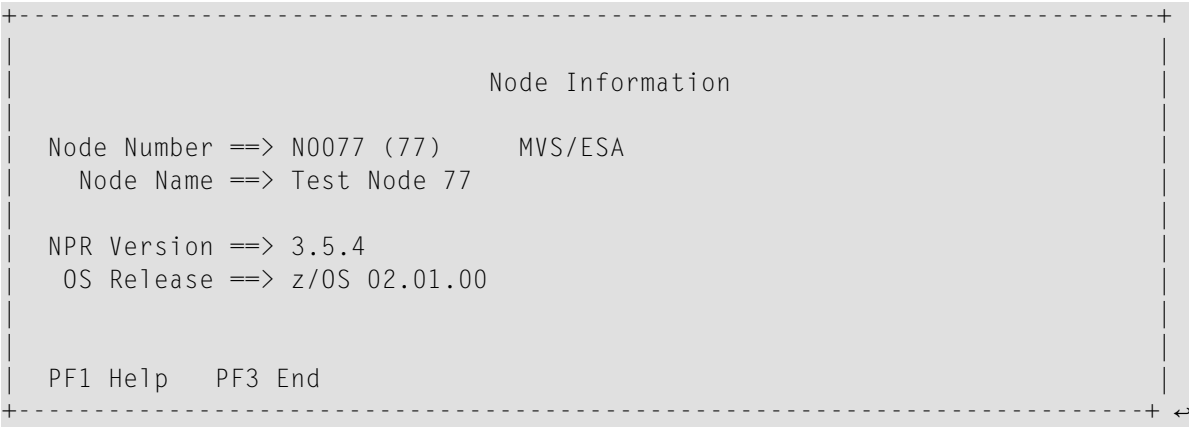 Node Information
Node Number ==> N0077 (77) MVS/ESA
Node Name ==> Test Node 77
NPR Version ==> 3.5.4
OS Release ==> z/OS 02.01.00
PF1 Help PF3 End